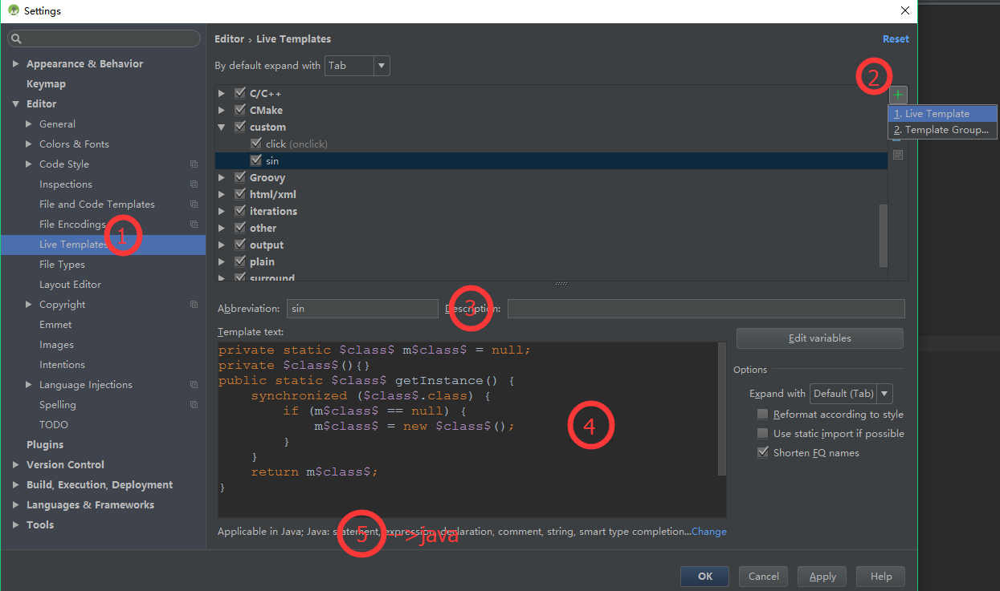 Settings
Editor › Live Templates
Reset
By default expand with Tab
2
Appearance & Behavior
Keymap
Editor
General
Colors & Fonts
Code Style
Inspections
File and Code Templates
File Encodings
Live Templates
1
File Types
Layout Editor
Copyright
Emmet
Images
Intentions
Language Injections
Spelling
TODO
Plugins
Version Control
Build, Execution, Deployment
Languages & Frameworks
Tools
C/C++
CMake
custom
click (onclick)
sin
Groovy
html/xml
iterations
other
output
plain
surround
1. Live Template
2. Template Group...
Abbreviation: sin
3
Description:
Template text:
private static $class$ m$class$ = null;
private $class$(){}
public static $class$ getInstance() {
synchronized ($class$.class) {
if (m$class$ == null) {
m$class$ = new $class$();
}
}
return m$class$;
}
4
Edit variables
Options
Expand with Default (Tab)
Reformat according to style
Use static import if possible
Shorten FQ names
Applicable in Java; Java: statement, expression, declaration, comment, string, smart type completion...Change
5 -->java
OK
Cancel
Apply
Help